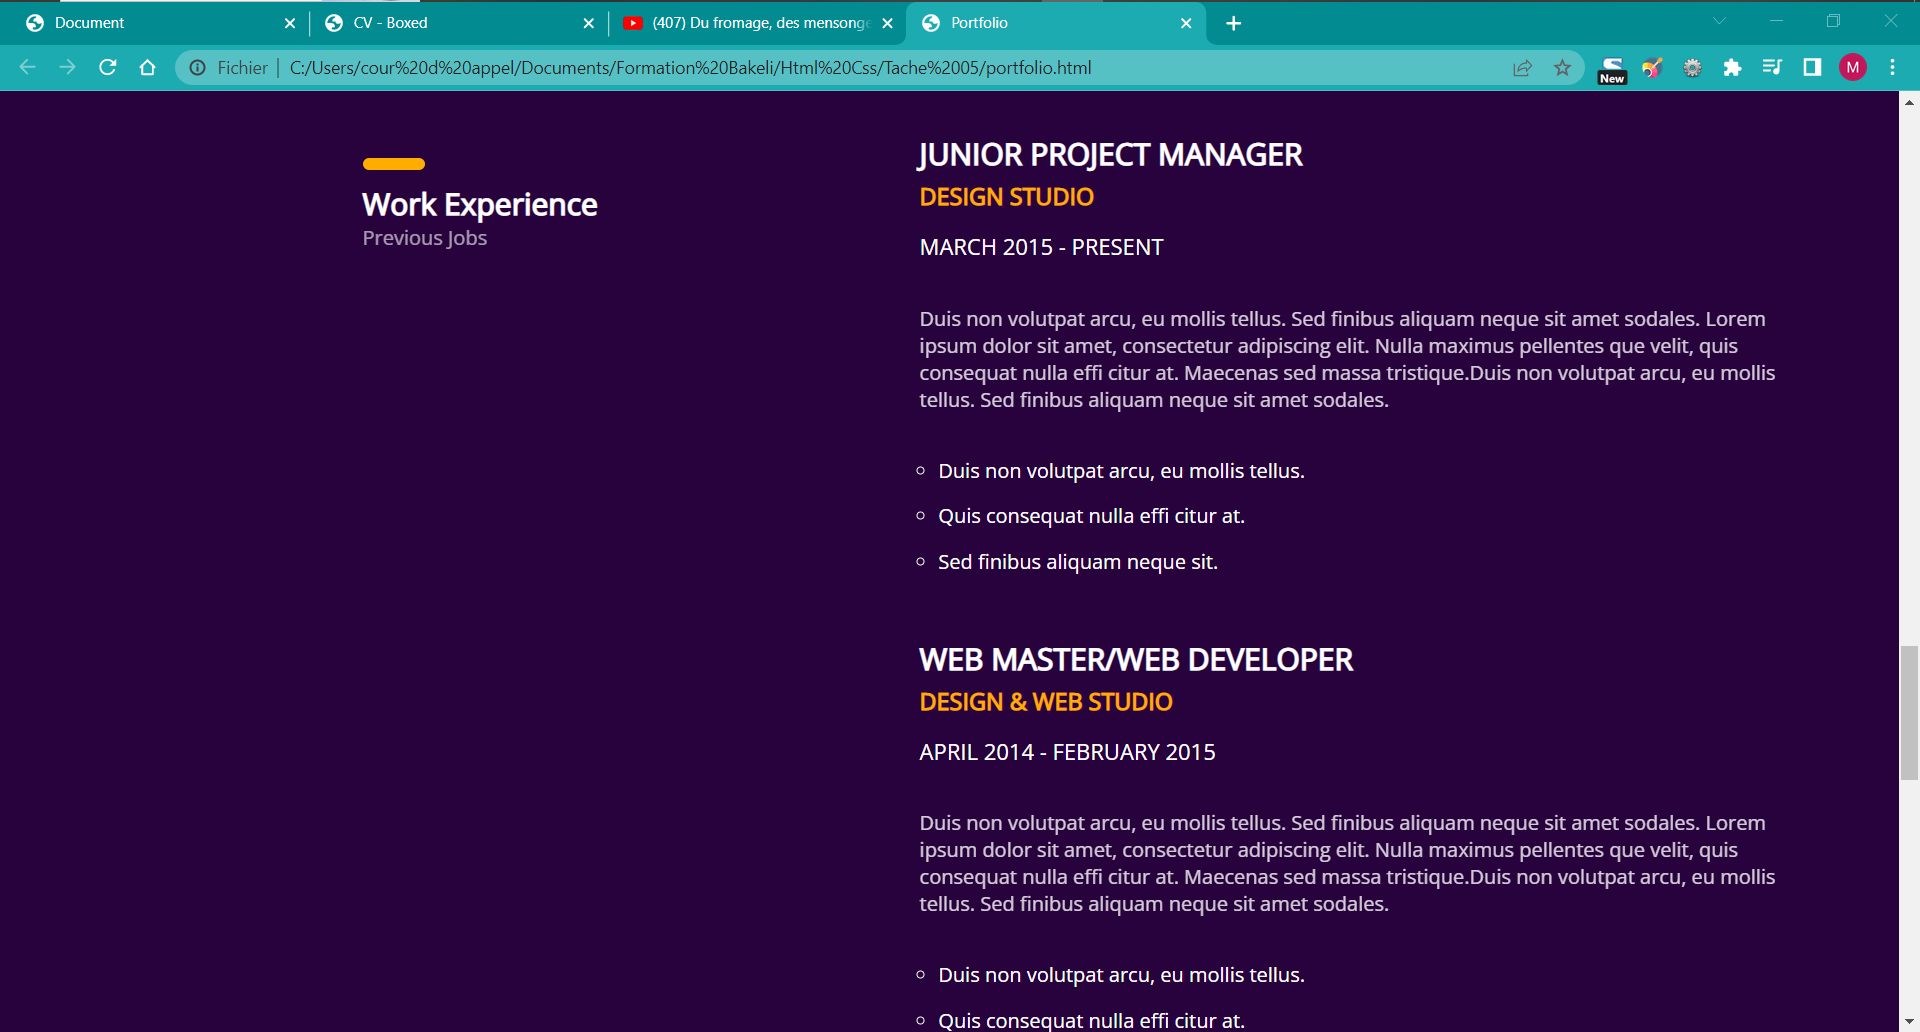 Document
CV - Boxed
(407) Du fromage, des mensonge
Portfolio
Fichier
C:/Users/cour%20d%20appel/Documents/Formation%20Bakeli/Html%20Css/Tache%2005/portfolio.html
New
M
Work Experience
Previous Jobs
JUNIOR PROJECT MANAGER
DESIGN STUDIO
MARCH 2015 - PRESENT
Duis non volutpat arcu, eu mollis tellus. Sed finibus aliquam neque sit amet sodales. Lorem
ipsum dolor sit amet, consectetur adipiscing elit. Nulla maximus pellentes que velit, quis
consequat nulla effi citur at. Maecenas sed massa tristique.Duis non volutpat arcu, eu mollis
tellus. Sed finibus aliquam neque sit amet sodales.
Duis non volutpat arcu, eu mollis tellus.
Quis consequat nulla effi citur at.
Sed finibus aliquam neque sit.
WEB MASTER/WEB DEVELOPER
DESIGN & WEB STUDIO
APRIL 2014 - FEBRUARY 2015
Duis non volutpat arcu, eu mollis tellus. Sed finibus aliquam neque sit amet sodales. Lorem
ipsum dolor sit amet, consectetur adipiscing elit. Nulla maximus pellentes que velit, quis
consequat nulla effi citur at. Maecenas sed massa tristique.Duis non volutpat arcu, eu mollis
tellus. Sed finibus aliquam neque sit amet sodales.
Duis non volutpat arcu, eu mollis tellus.
Quis consequat nulla effi citur at.